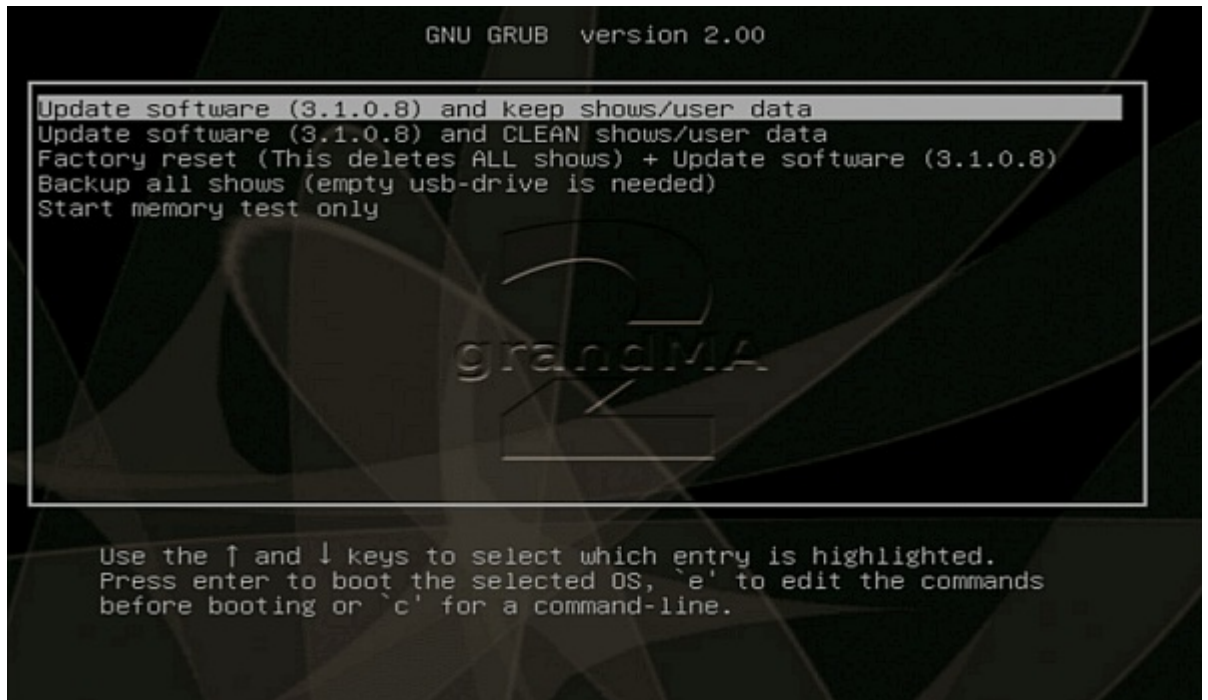 GNU GRUB version 2.00
Update software (3.1.0.8) and keep shows/user data
Update software (3.1.0.8) and CLEAN shows/user data
Factory reset (This deletes ALL shows) + Update software (3.1.0.8)
Backup all shows (empty usb-drive is needed)
Start memory test only
2
grandMA
Use the ↑ and ↓ keys to select which entry is highlighted.
Press enter to boot the selected OS, `e' to edit the commands
before booting or `c' for a command-line.